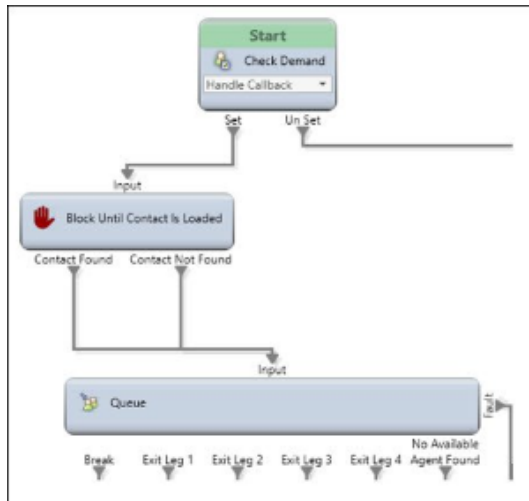 Start
Check Demand
Handle Callback
Set Un Set
Input
Block Until Contact Is Loaded
Contact Found Contact Not Found
Input
Queue
Fault
No Available
Break Exit Leg 1 Exit Leg 2 Exit Leg 3 Exit Leg 4 Agent Found